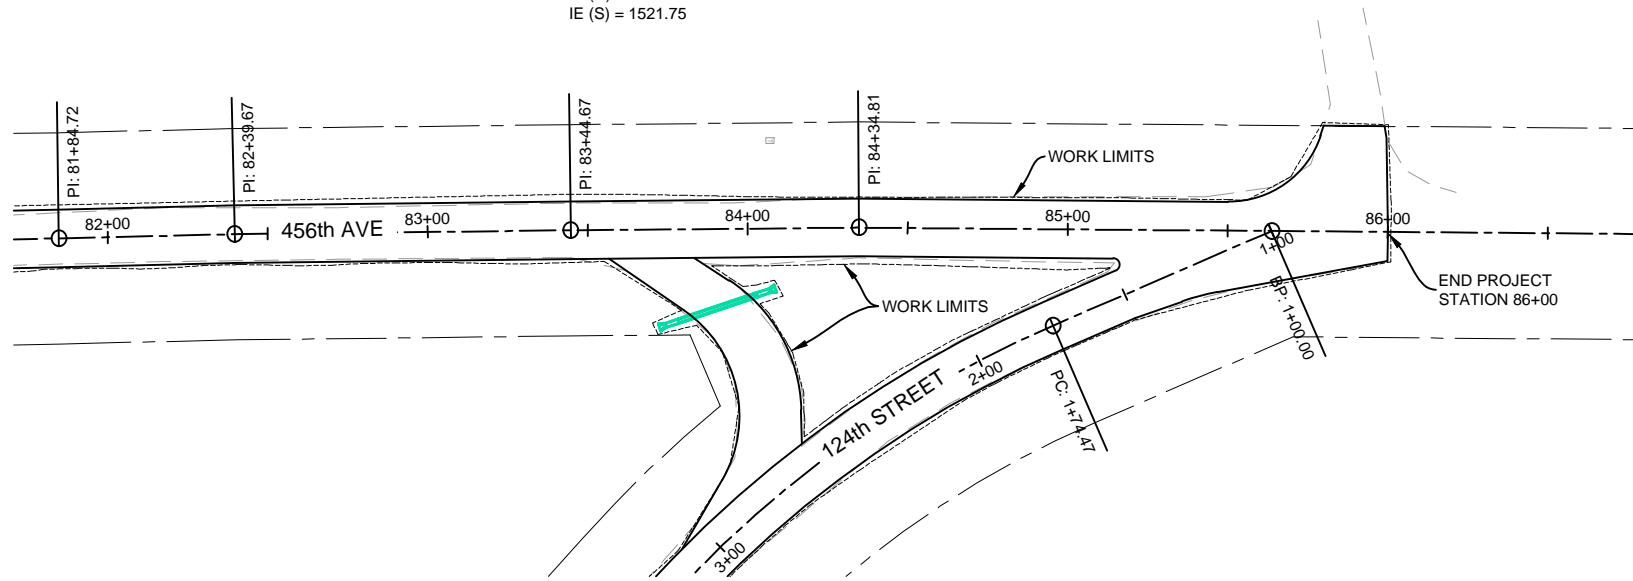 IE (S) = 1521.75
PI: 81+84.72
PI: 82+39.67
PI: 83+44.67
PI: 84+34.81
WORK LIMITS
82+00
456th AVE
83+00
84+00
85+00
1+00
86+00
END PROJECT
STATION 86+00
WORK LIMITS
BP: 1+00.00
2+00
PC: 1+74.47
124th STREET
3+00